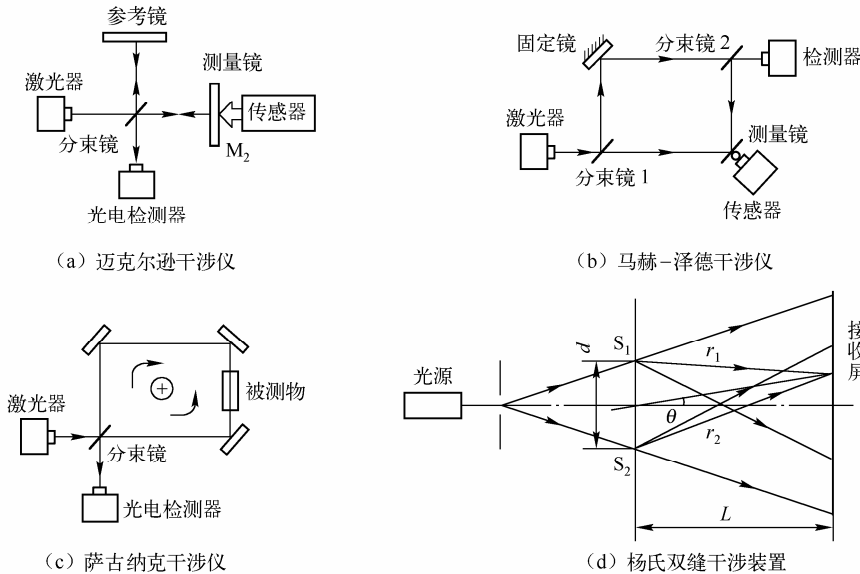 参考镜
测量镜
激光器
传感器
分束镜
M₂
光电检测器
(a)迈克尔逊干涉仪
固定镜
分束镜 2
检测器
激光器
测量镜
分束镜 1
传感器
(b)马赫-泽德干涉仪
激光器
被测物
分束镜
光电检测器
(c)萨古纳克干涉仪
光源
d
S₁
r₁
接收屏
θ
r₂
S₂
L
(d)杨氏双缝干涉装置